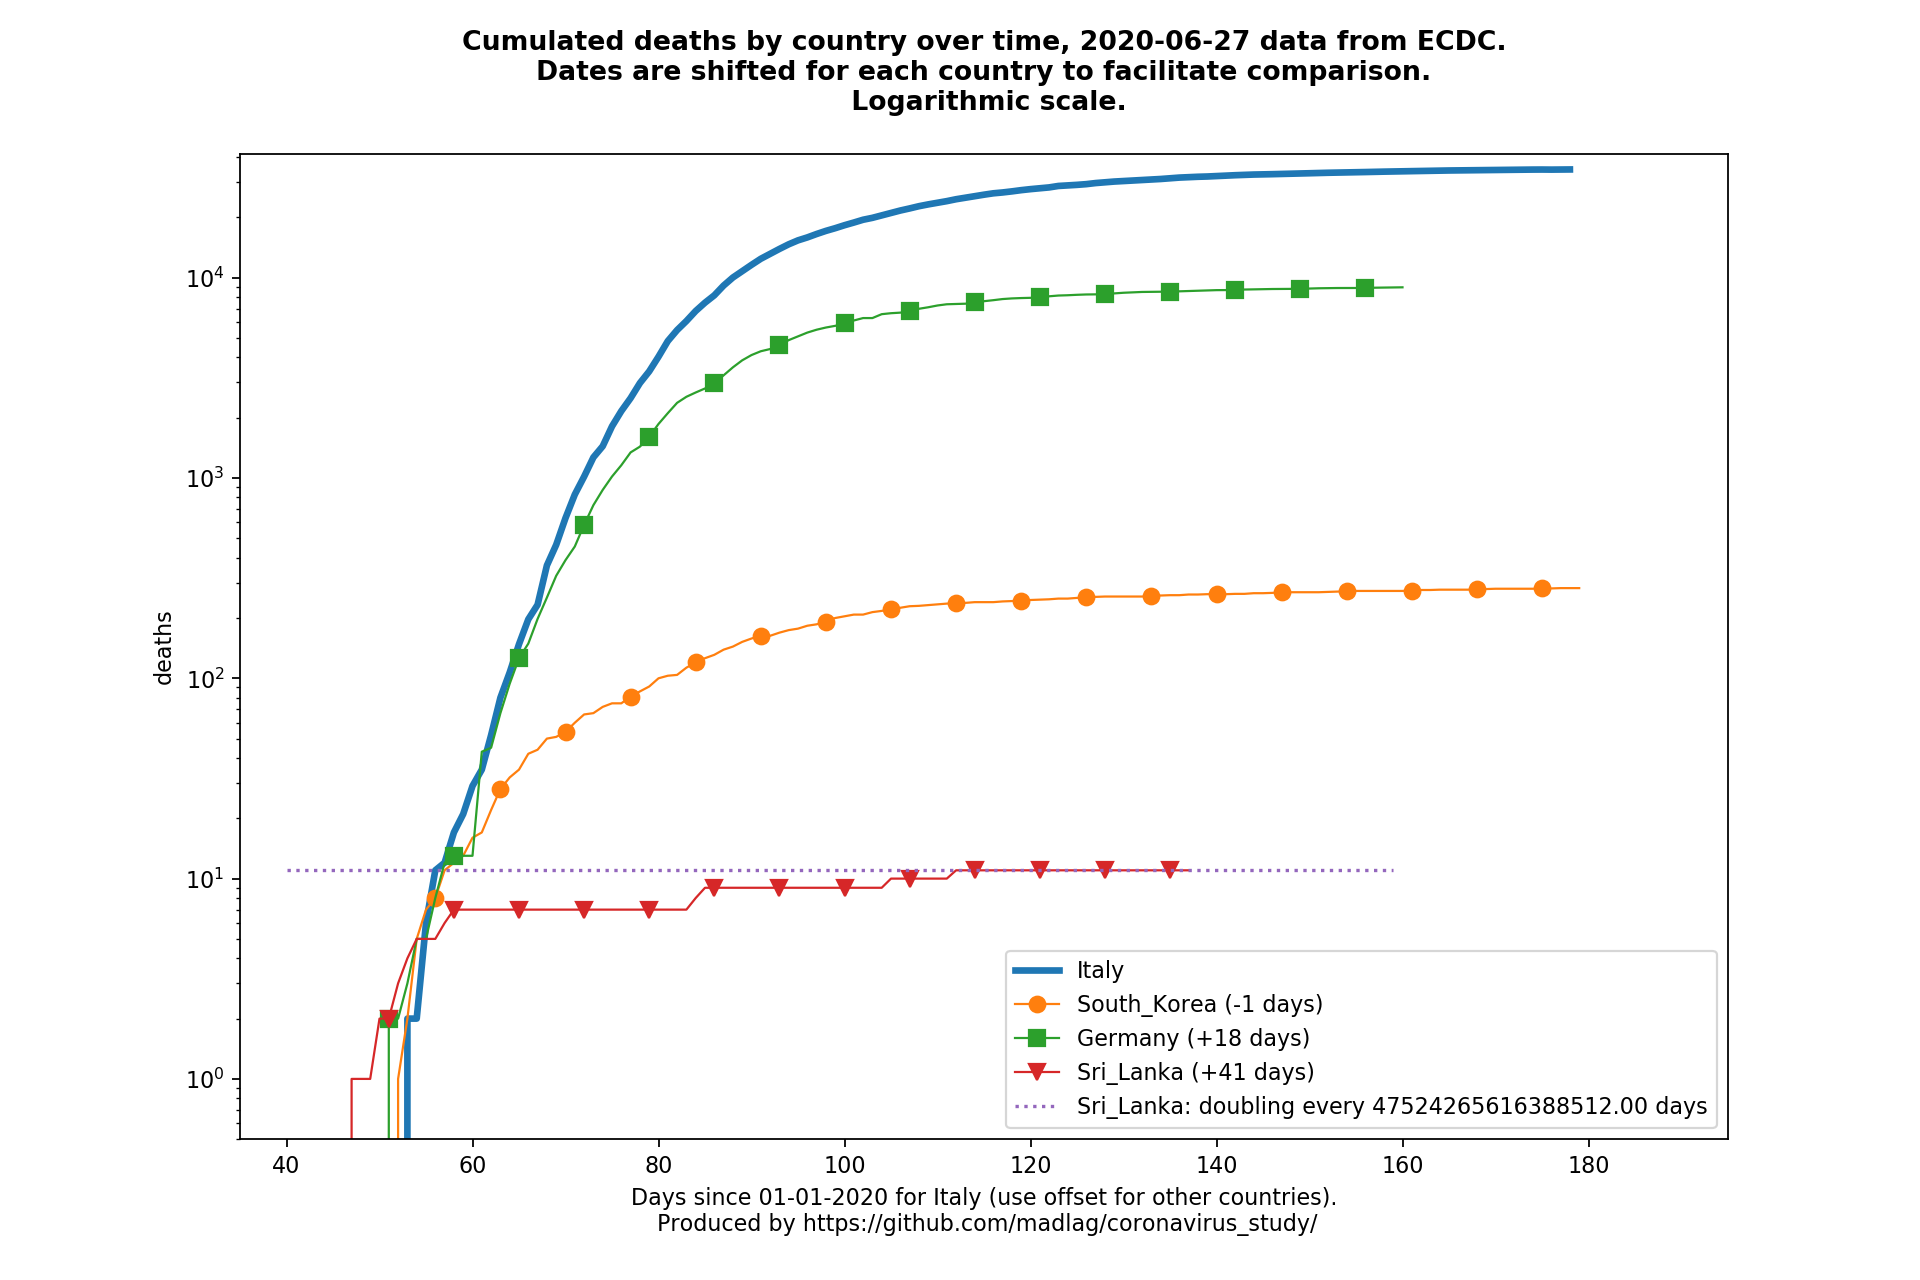 Cumulated deaths by country over time, 2020-06-27 data from ECDC.
Dates are shifted for each country to facilitate comparison.
Logarithmic scale.
10^4
10^3
10^2
10^1
10^0
deaths
Italy
South_Korea (-1 days)
Germany (+18 days)
Sri_Lanka (+41 days)
Sri_Lanka: doubling every 47524265616388512.00 days
40 60 80 100 120 140 160 180
Days since 01-01-2020 for Italy (use offset for other countries).
Produced by https://github.com/madlag/coronavirus_study/